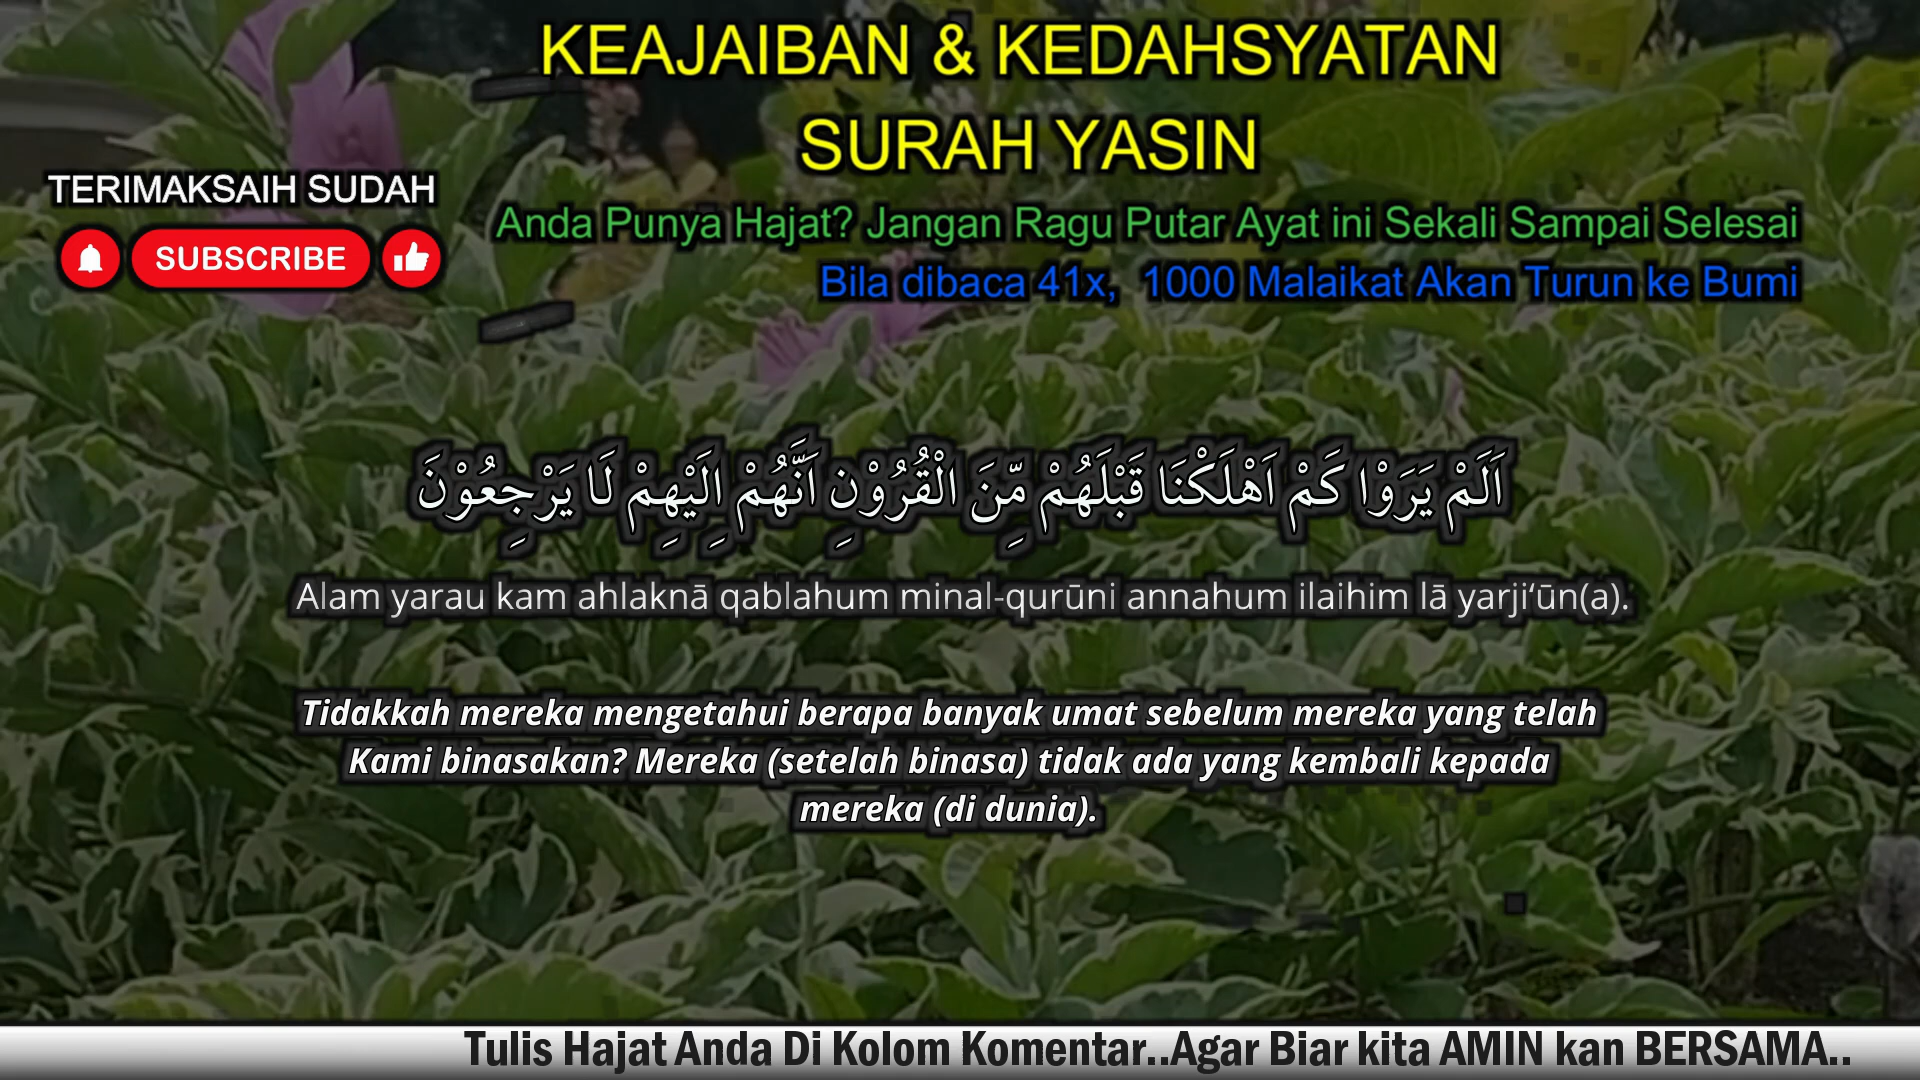 KEAJAIBAN & KEDAHSYATAN
SURAH YASIN
TERIMAKSAIH SUDAH
SUBSCRIBE
Anda Punya Hajat? Jangan Ragu Putar Ayat ini Sekali Sampai Selesai
Bila dibaca 41x, 1000 Malaikat Akan Turun ke Bumi
اَلَمْ يَرَوْا كَمْ اَهْلَكْنَا قَبْلَهُمْ مِّنَ الْقُرُوْنِ اَنَّهُمْ اِلَيْهِمْ لَا يَرْجِعُوْنَ
Alam yarau kam ahlaknā qablahum minal-qurūni annahum ilaihim lā yarji‘ūn(a).
Tidakkah mereka mengetahui berapa banyak umat sebelum mereka yang telah
Kami binasakan? Mereka (setelah binasa) tidak ada yang kembali kepada
mereka (di dunia).
Tulis Hajat Anda Di Kolom Komentar..Agar Biar kita AMIN kan BERSAMA..